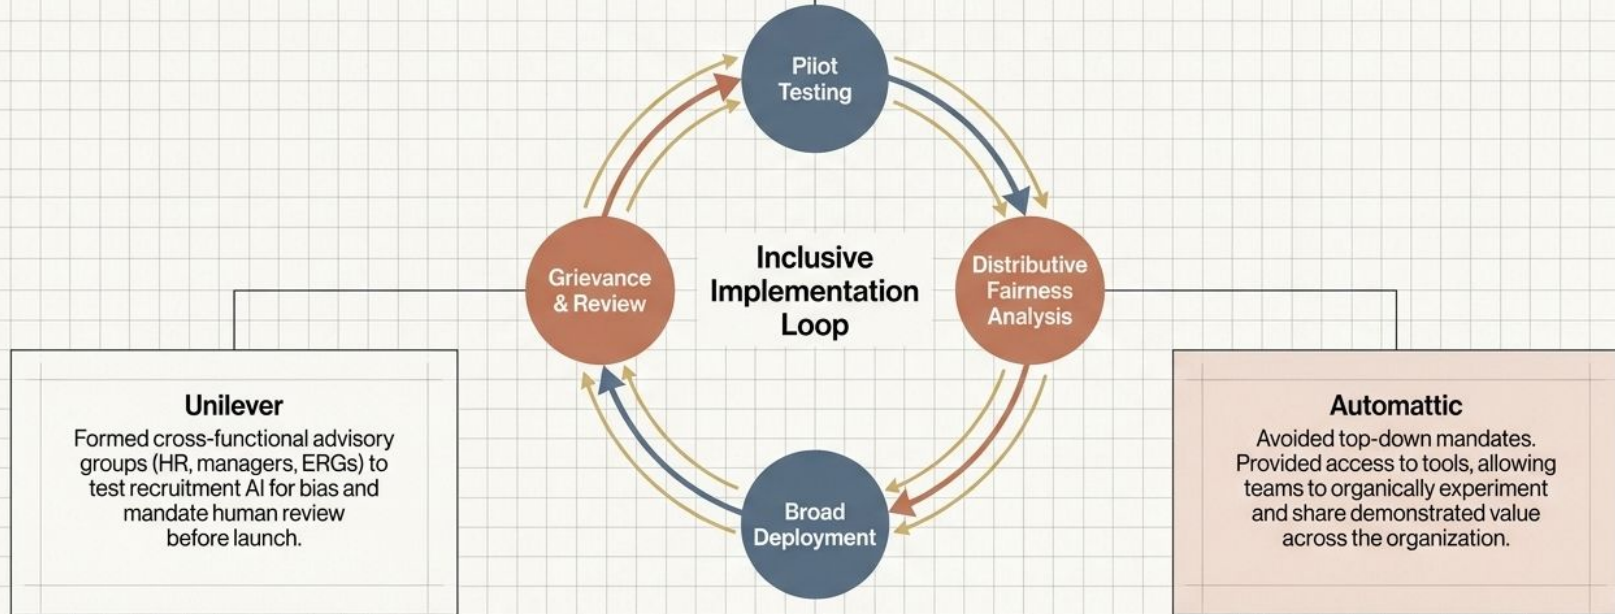 Pilot
Testing
Distributive
Fairness
Analysis
Broad
Deployment
Grievance
& Review
Inclusive
Implementation
Loop
Unilever
Formed cross-functional advisory
groups (HR, managers, ERGs) to
test recruitment AI for bias and
mandate human review
before launch.
Automattic
Avoided top-down mandates.
Provided access to tools, allowing
teams to organically experiment
and share demonstrated value
across the organization.